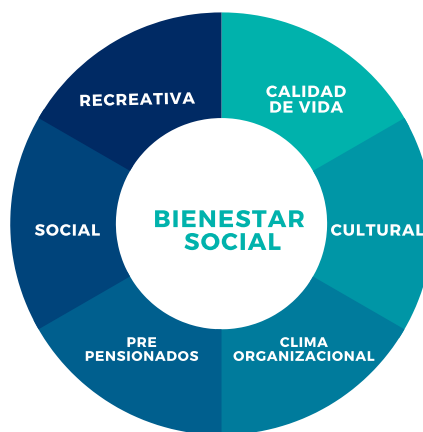 RECREATIVA
CALIDAD
DE VIDA
SOCIAL
BIENESTAR
SOCIAL
CULTURAL
PRE
PENSIONADOS
CLIMA
ORGANIZACIONAL